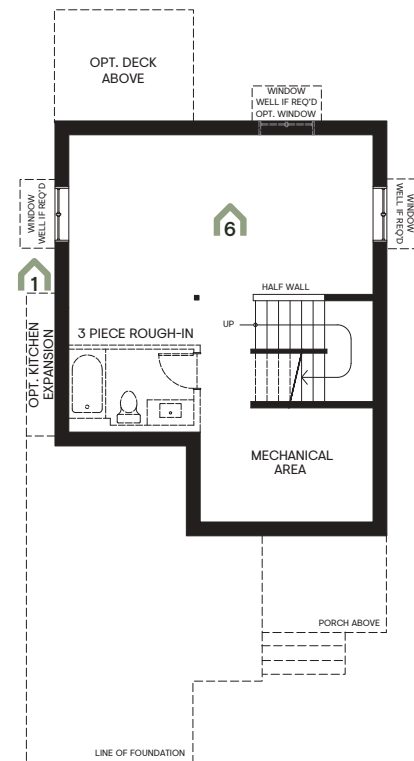 OPT. DECK
ABOVE
WINDOW
WELL IF REQ'D
OPT. WINDOW
WINDOW
WELL IF REQ'D
WINDOW
WELL IF REQ'D
6
1
HALF WALL
UP
3 PIECE ROUGH-IN
OPT. KITCHEN
EXPANSION
MECHANICAL
AREA
PORCH ABOVE
LINE OF FOUNDATION